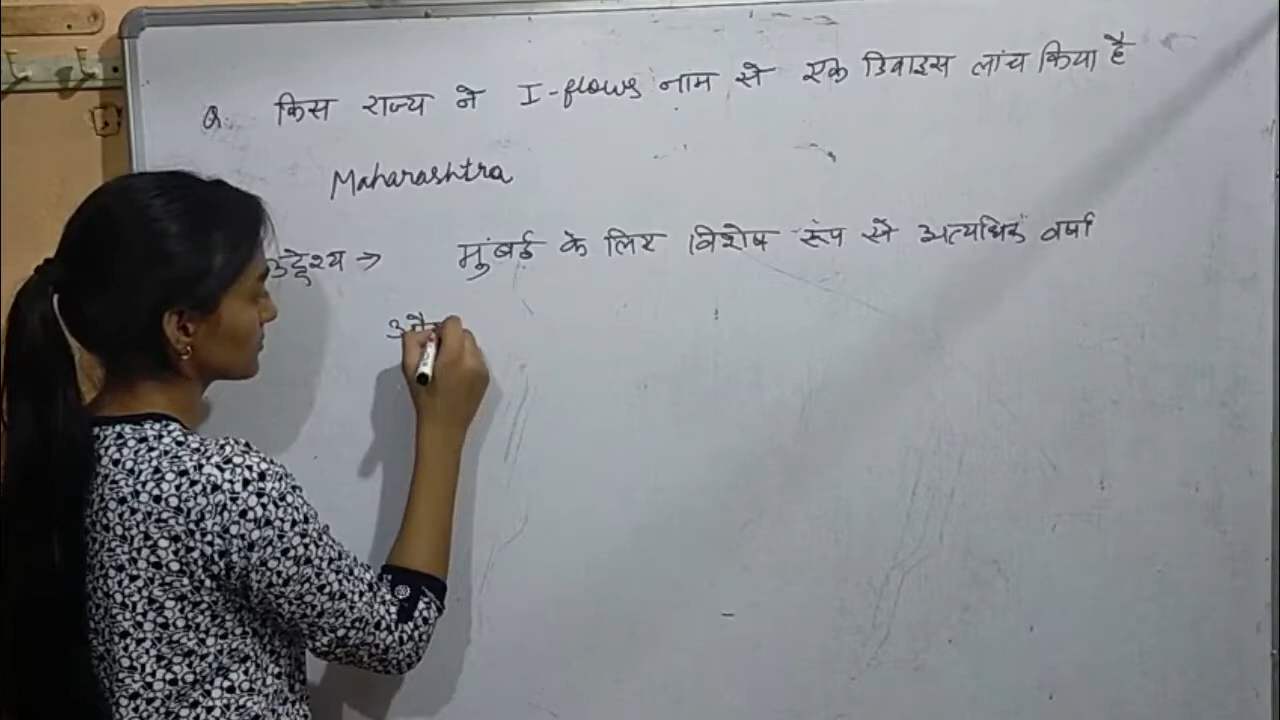 Q. किस राज्य ने I-flows नाम से एक डिवाइस लांच किया है
Maharashtra
उद्देश्य → मुंबई के लिए विशेष रूप से अत्यधिक वर्षा